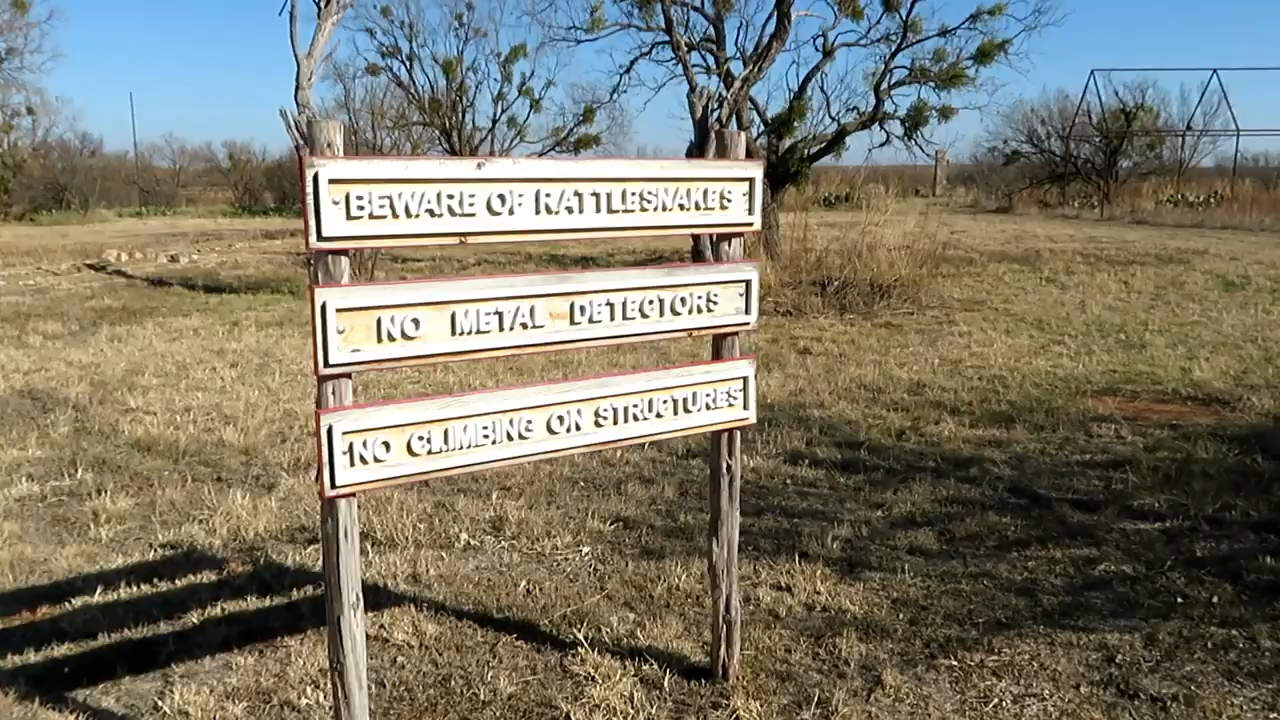 BEWARE OF RATTLESNAKES
NO METAL DETECTORS
NO CLIMBING ON STRUCTURES